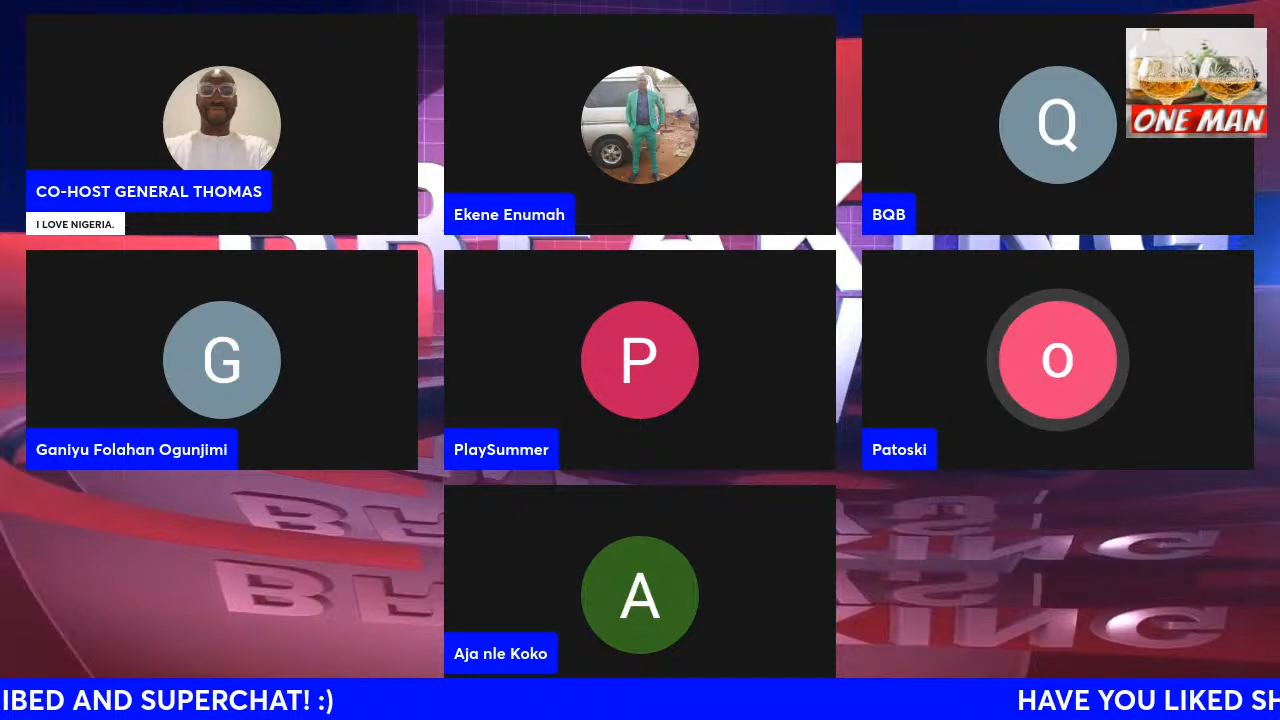 Q
ONE MAN
CO-HOST GENERAL THOMAS
I LOVE NIGERIA.
Ekene Enumah
BQB
BREAKING
G
P
o
Ganiyu Folahan Ogunjimi
PlaySummer
Patoski
A
Aja nle Koko
IBED AND SUPERCHAT! :)
HAVE YOU LIKED SH